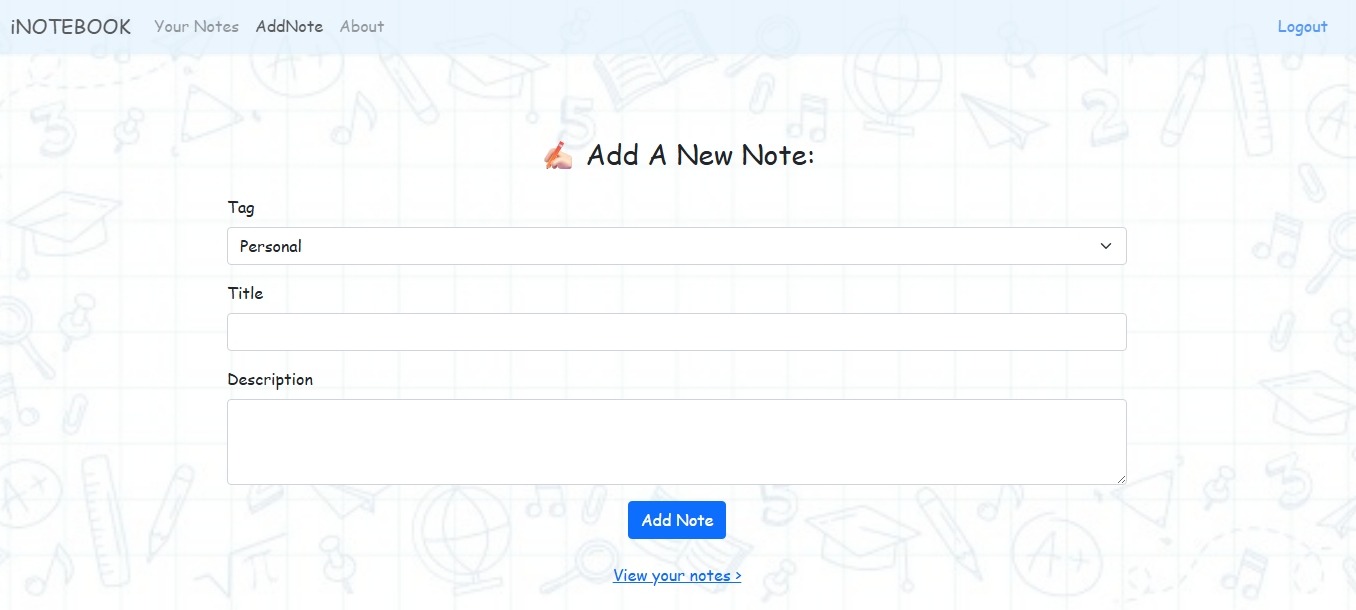 iNOTEBOOK Your Notes AddNote About Logout
Add A New Note:
Tag
Personal
Title
Description
Add Note
View your notes >